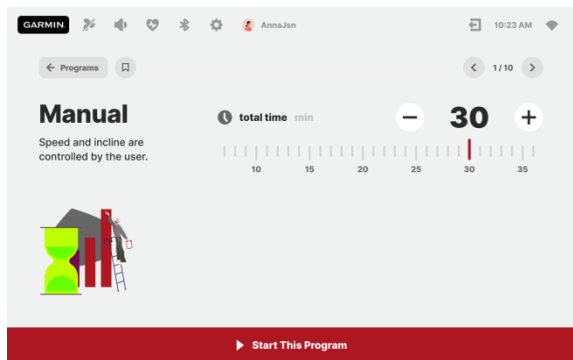 GARMIN.
AnnaJsn
10:23 AM
← Programs
1/10
Manual
Speed and incline are
controlled by the user.
total time min
30
10 15 20 25 30 35
Start This Program